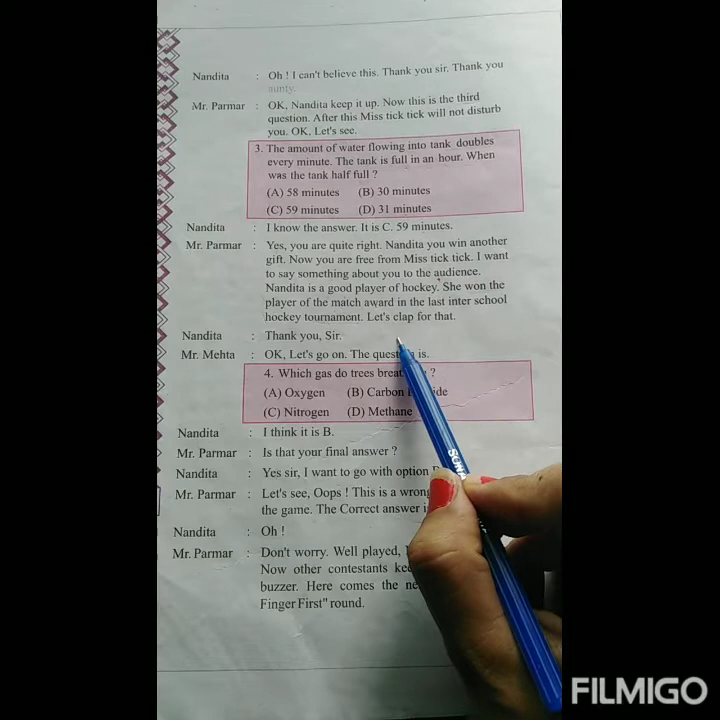 Nandita : Oh ! I can't believe this. Thank you sir. Thank you
aunty.
Mr. Parmar : OK, Nandita keep it up. Now this is the third
question. After this Miss tick tick will not disturb
you. OK, Let's see.
3. The amount of water flowing into tank doubles
every minute. The tank is full in an hour. When
was the tank half full ?
(A) 58 minutes (B) 30 minutes
(C) 59 minutes (D) 31 minutes
Nandita : I know the answer. It is C. 59 minutes.
Mr. Parmar : Yes, you are quite right. Nandita you win another
gift. Now you are free from Miss tick tick. I want
to say something about you to the audience.
Nandita is a good player of hockey. She won the
player of the match award in the last inter school
hockey tournament. Let's clap for that.
Nandita : Thank you, Sir.
Mr. Mehta : OK, Let's go on. The is.
4. Which gas do trees ?
(A) Oxygen (B) Carbon
(C) Nitrogen (D) Methane
Nandita : I think it is B.
Mr. Parmar : Is that your final answer ?
Nandita : Yes sir, I want to go with option
Mr. Parmar : Let's see, Oops ! This is a
the game. The Correct answer
Nandita : Oh !
Mr. Parmar : Don't worry. Well played,
Now other contestants
buzzer. Here comes the
Finger First" round.
SUNA
FILMIGO